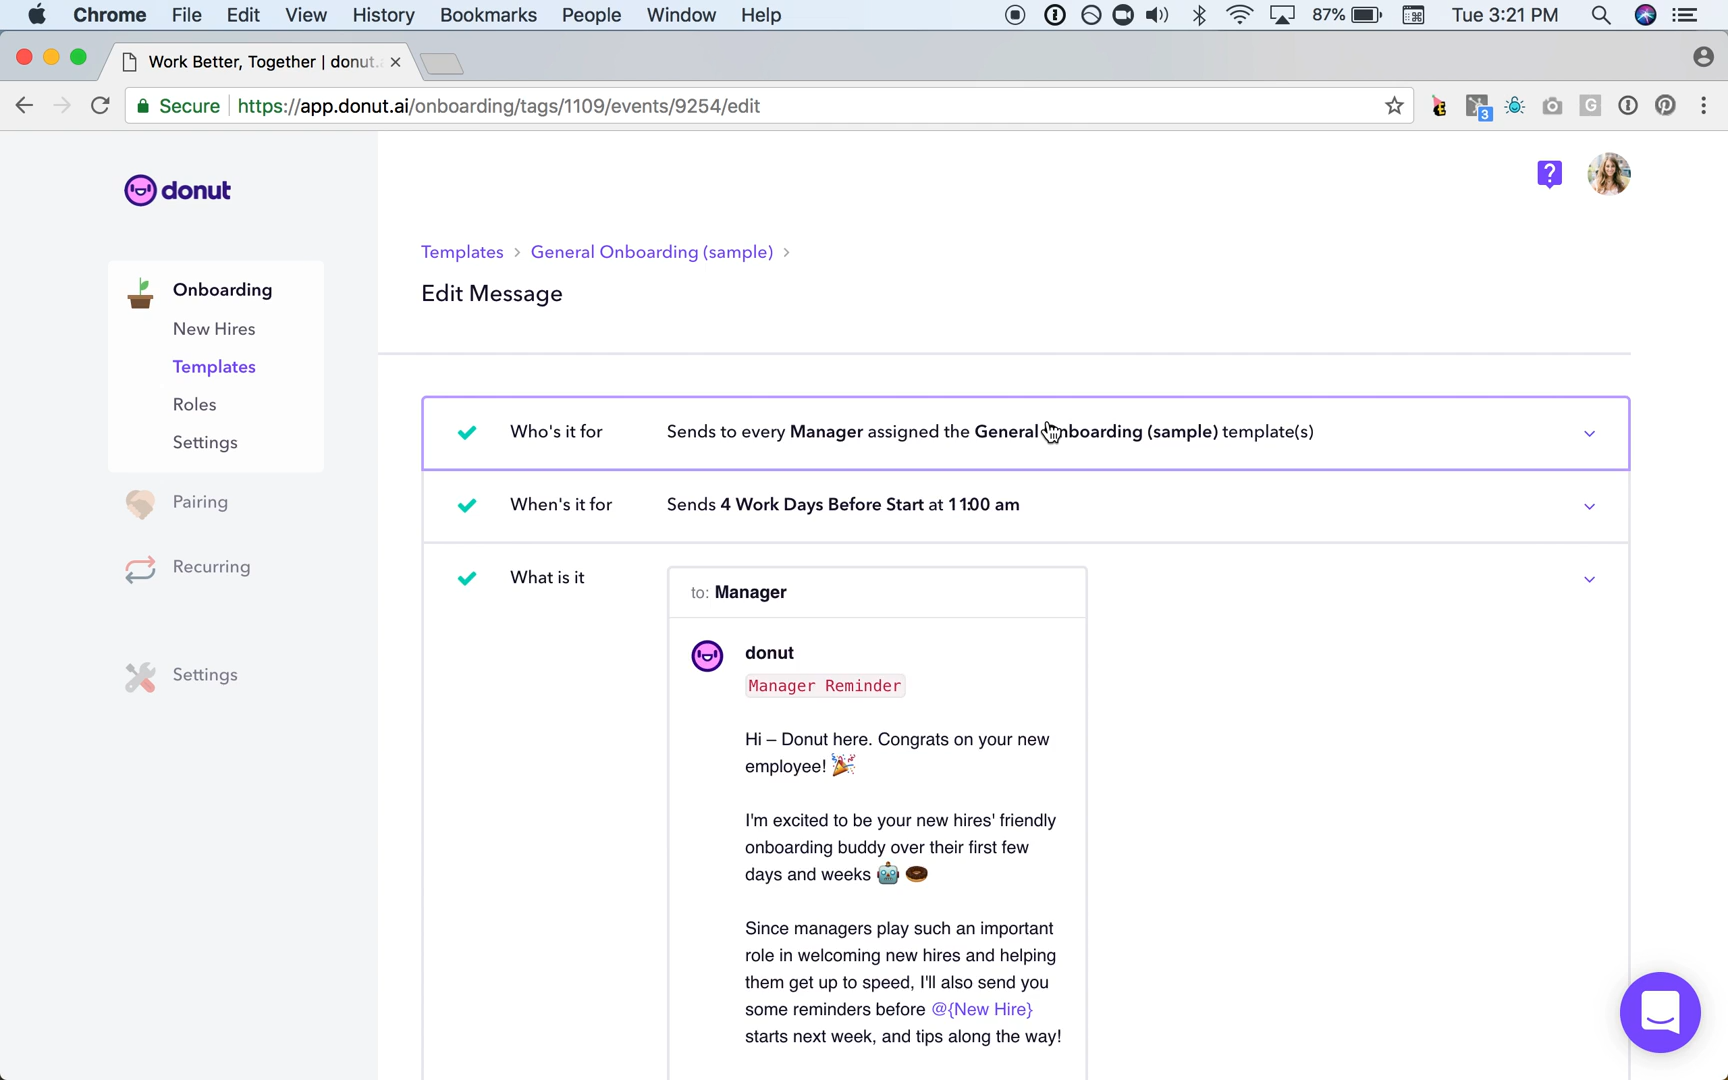 Chrome File Edit View History Bookmarks People Window Help 87% Tue 3:21 PM
Work Better, Together | donut.
Secure https://app.donut.ai/onboarding/tags/1109/events/9254/edit
3
G
donut
?
Templates > General Onboarding (sample) >
Edit Message
Onboarding
New Hires
Templates
Roles
Settings
Pairing
Recurring
Settings
Who's it for Sends to every Manager assigned the General Onboarding (sample) template(s)
When's it for Sends 4 Work Days Before Start at 11:00 am
What is it
to: Manager
donut
Manager Reminder
Hi – Donut here. Congrats on your new
employee! 🎉
I'm excited to be your new hires' friendly
onboarding buddy over their first few
days and weeks 🤖 🍩
Since managers play such an important
role in welcoming new hires and helping
them get up to speed, I'll also send you
some reminders before @{New Hire}
starts next week, and tips along the way!